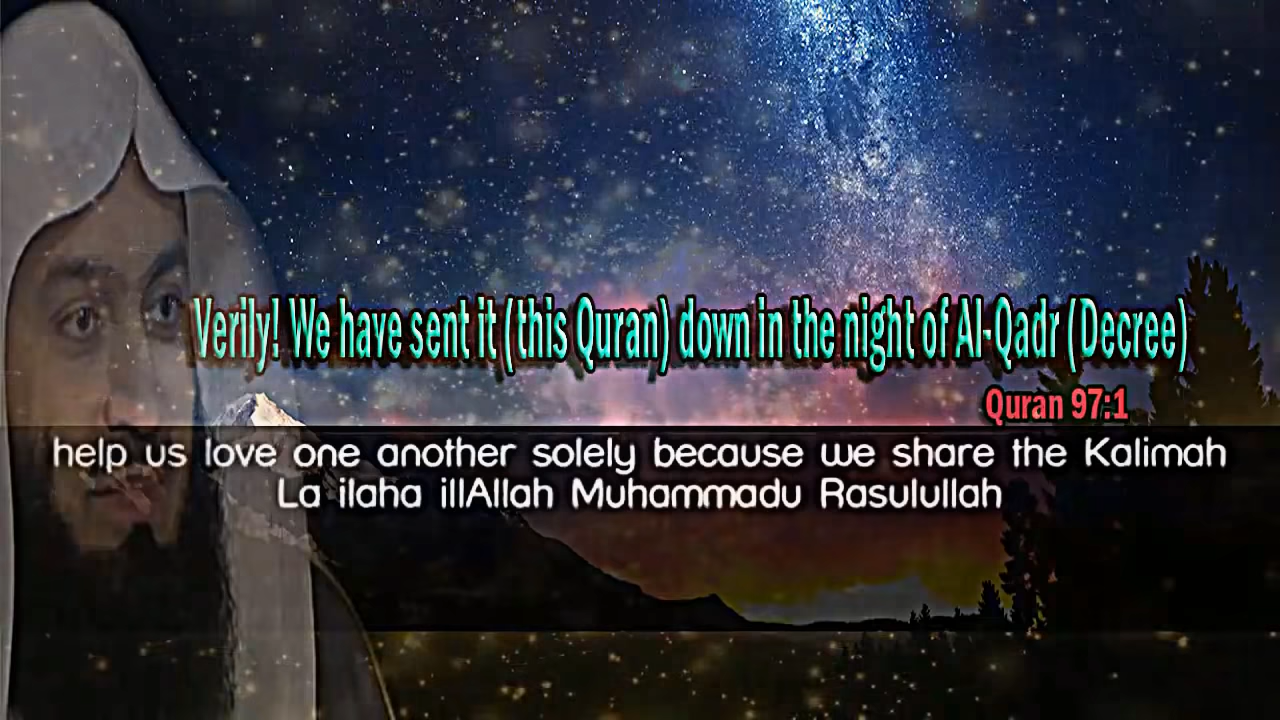 Verily! We have sent it (this Quran) down in the night of Al-Qadr (Decree)
Quran 97:1
help us love one another solely because we share the Kalimah
La ilaha illAllah Muhammadu Rasulullah